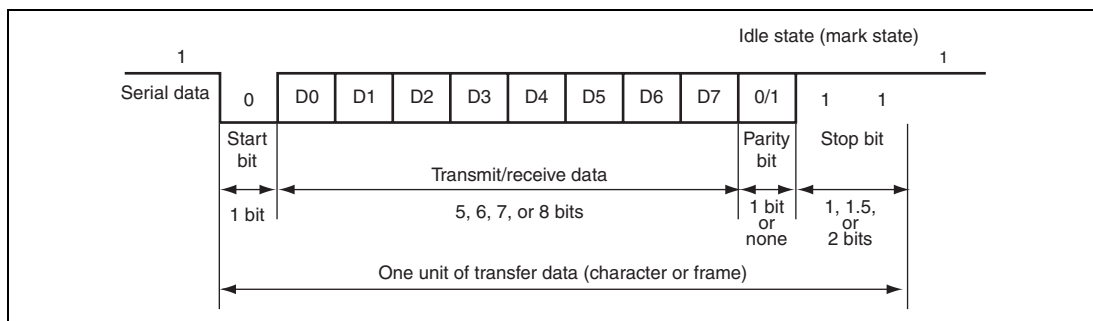 Idle state (mark state)
1
1
Serial data
0
D0
D1
D2
D3
D4
D5
D6
D7
0/1
1
1
Start
bit
Parity
bit
Stop bit
Transmit/receive data
1 bit
5, 6, 7, or 8 bits
1 bit
or
none
1, 1.5,
or
2 bits
One unit of transfer data (character or frame)